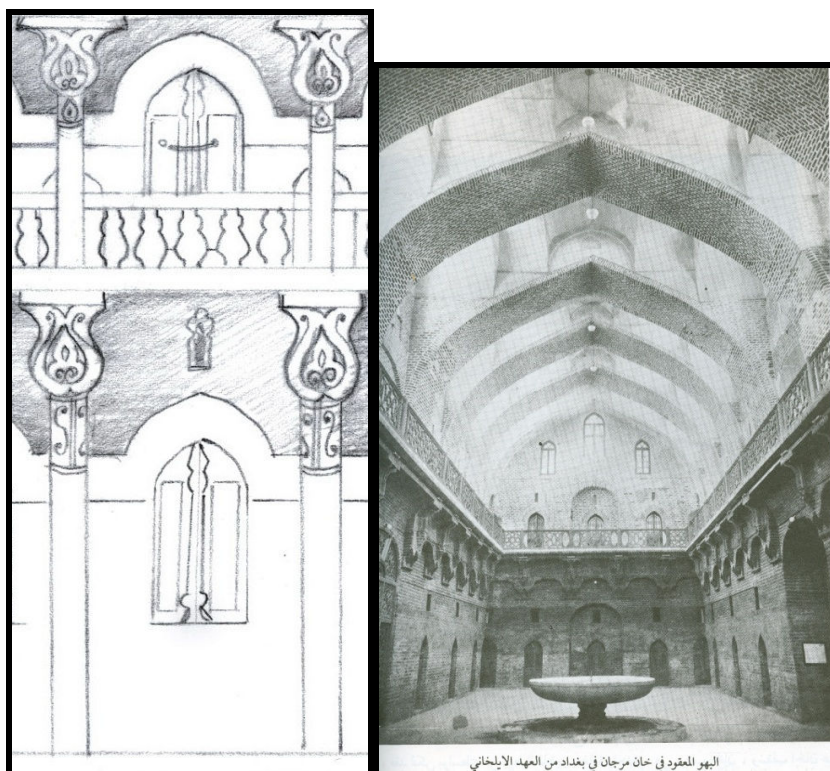 البهو المعقود في خان مرجان في بغداد من العهد الايلخاني